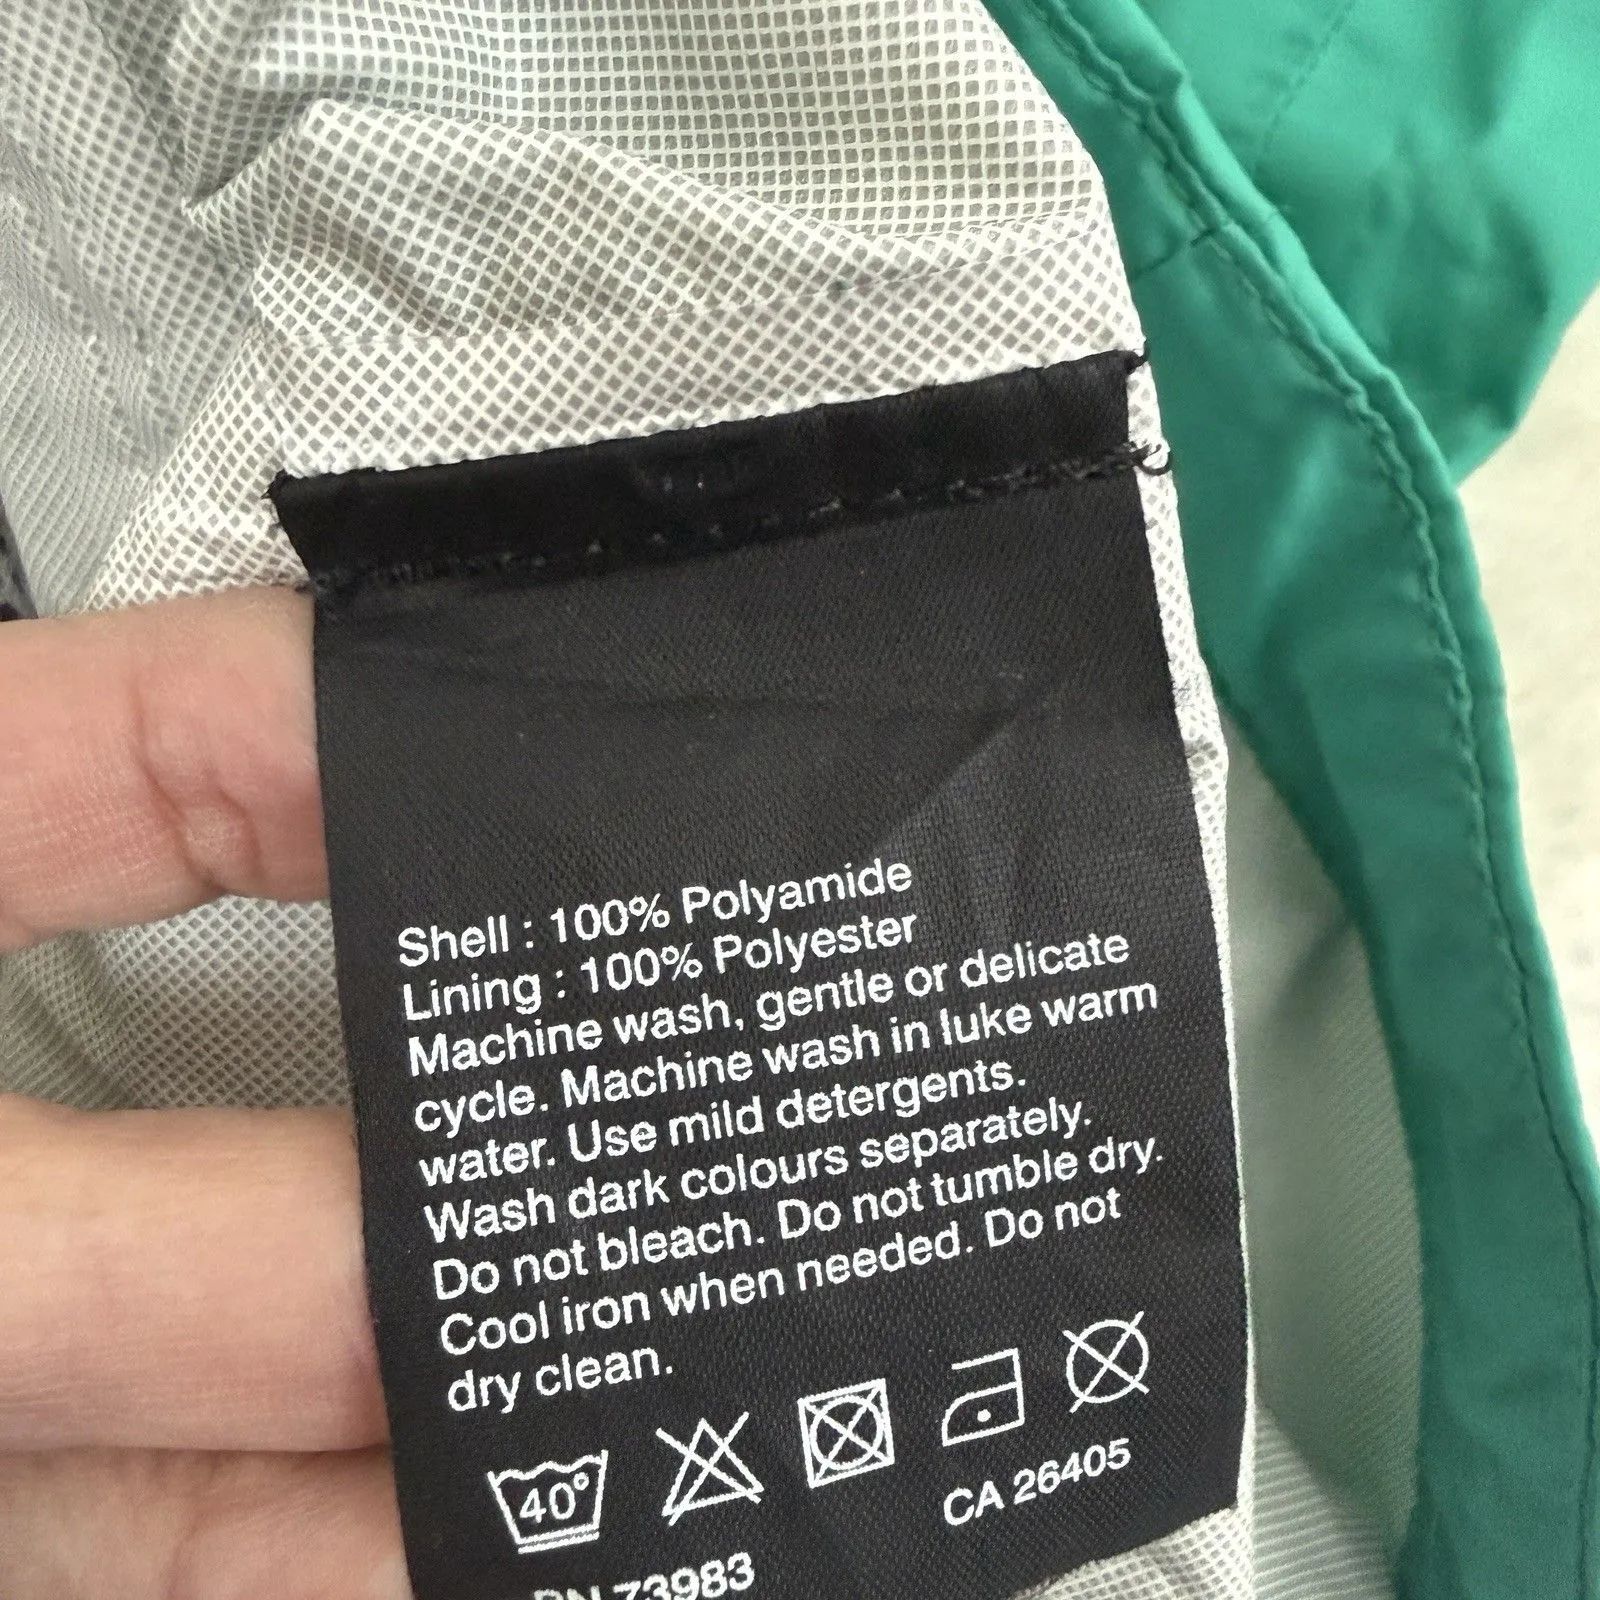 Shell : 100% Polyamide
Lining : 100% Polyester
Machine wash, gentle or delicate
cycle. Machine wash in luke warm
water. Use mild detergents.
Wash dark colours separately.
Do not bleach. Do not tumble dry.
Cool iron when needed. Do not
dry clean.
40°
CA 26405
RN 73983